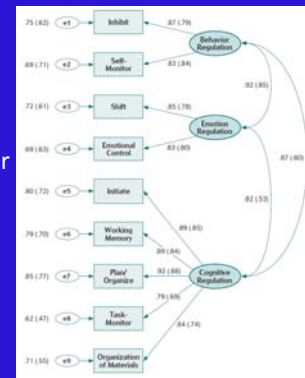 r
.75 (.62) e1 Inhibit .87 (.79)
Behavior
Regulation
.69 (.71) e2 Self-
Monitor .83 (.84)
.92 (.85)
.72 (.61) e3 Shift .85 (.78)
Emotion
Regulation
.69 (.63) e4 Emotional
Control .83 (.80)
.87 (.60)
.80 (.72) e5 Initiate
.82 (.53)
.89 (.85)
.79 (.70) e6 Working
Memory .89 (.84)
.85 (.77) e7 Plan/
Organize .92 (.88)
Cognitive
Regulation
.79 (.69)
.62 (.47) e8 Task-
Monitor
.84 (.74)
.71 (.55) e9 Organization
of Materials